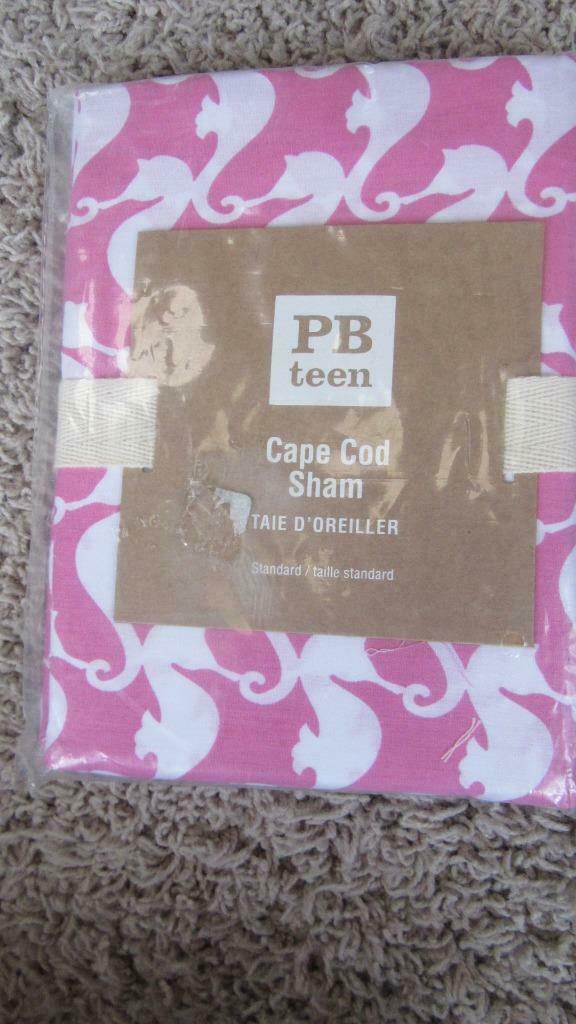 PB
teen
Cape Cod
Sham
TAIE D'OREILLER
Standard / taille standard